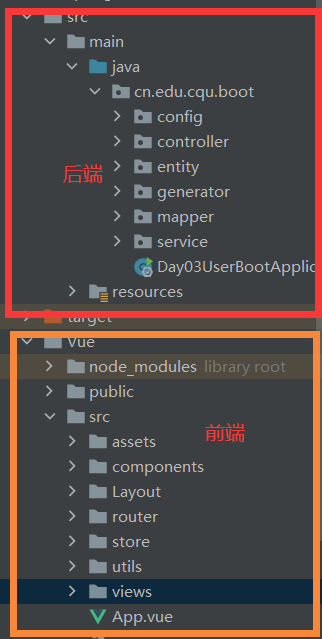 src
main
java
cn.edu.cqu.boot
config
controller
后端
entity
generator
mapper
service
Day03UserBootApplic
resources
target
Vue
node_modules library root
public
src
前端
assets
components
Layout
router
store
utils
views
App.vue